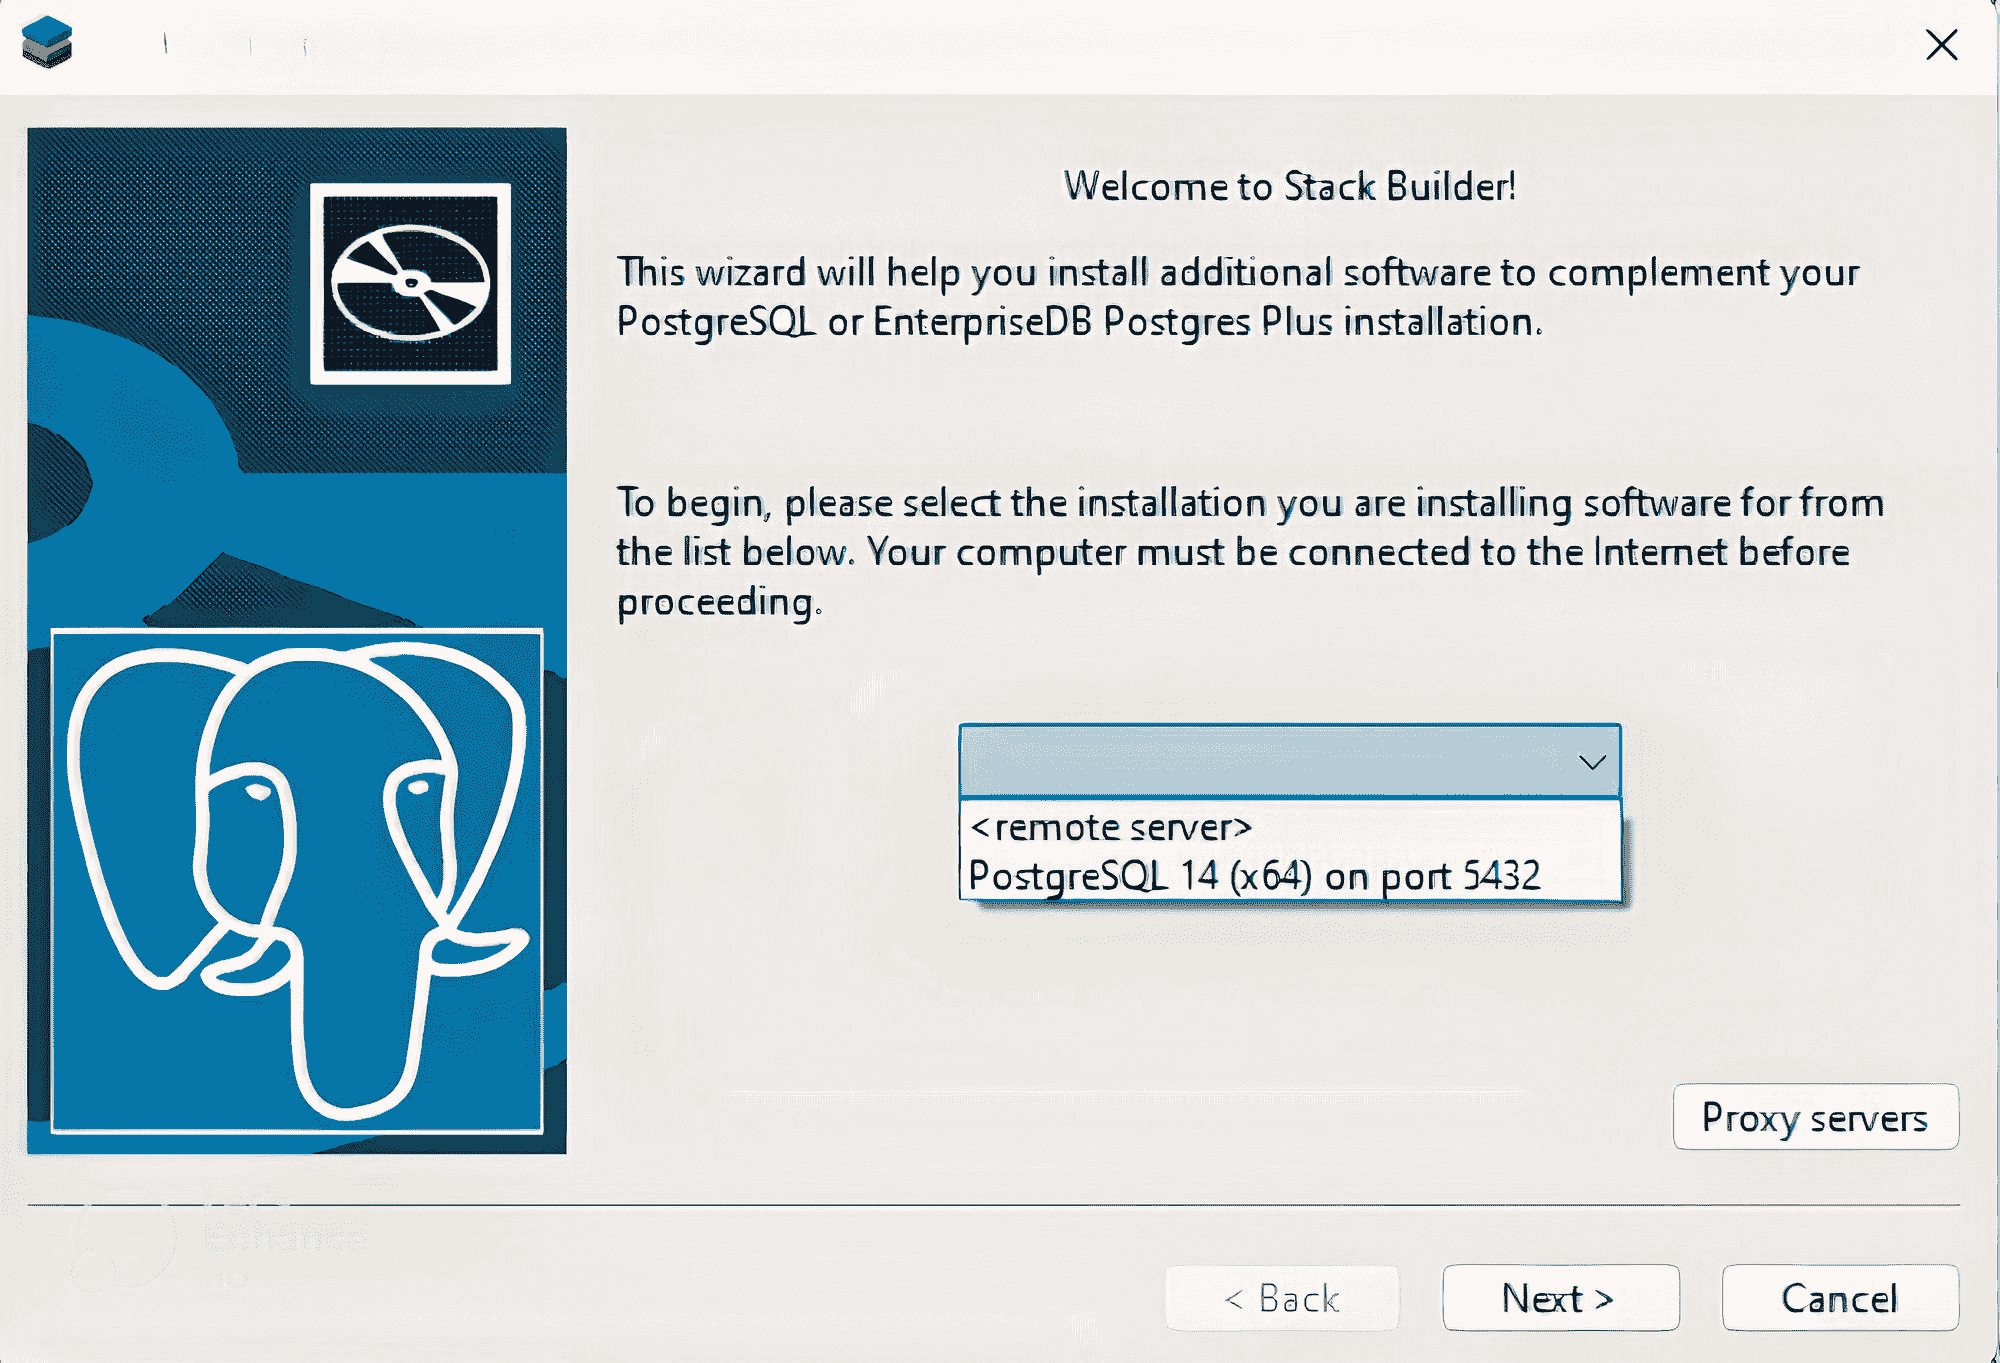 Welcome to Stack Builder!
This wizard will help you install additional software to complement your
PostgreSQL or EnterpriseDB Postgres Plus installation.
To begin, please select the installation you are installing software for from
the list below. Your computer must be connected to the Internet before
proceeding.
<remote server>
PostgreSQL 14 (x64) on port 5432
Proxy servers
Enhance
< Back
Next >
Cancel